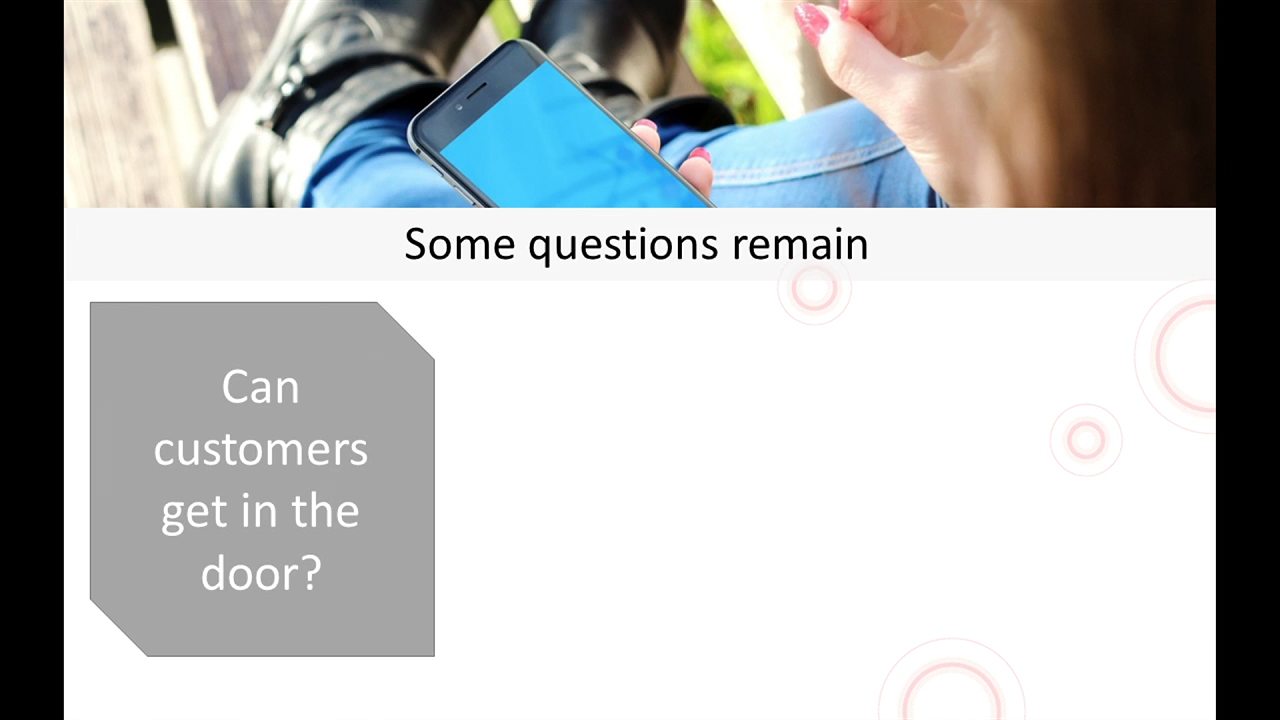 Some questions remain
Can
customers
get in the
door?